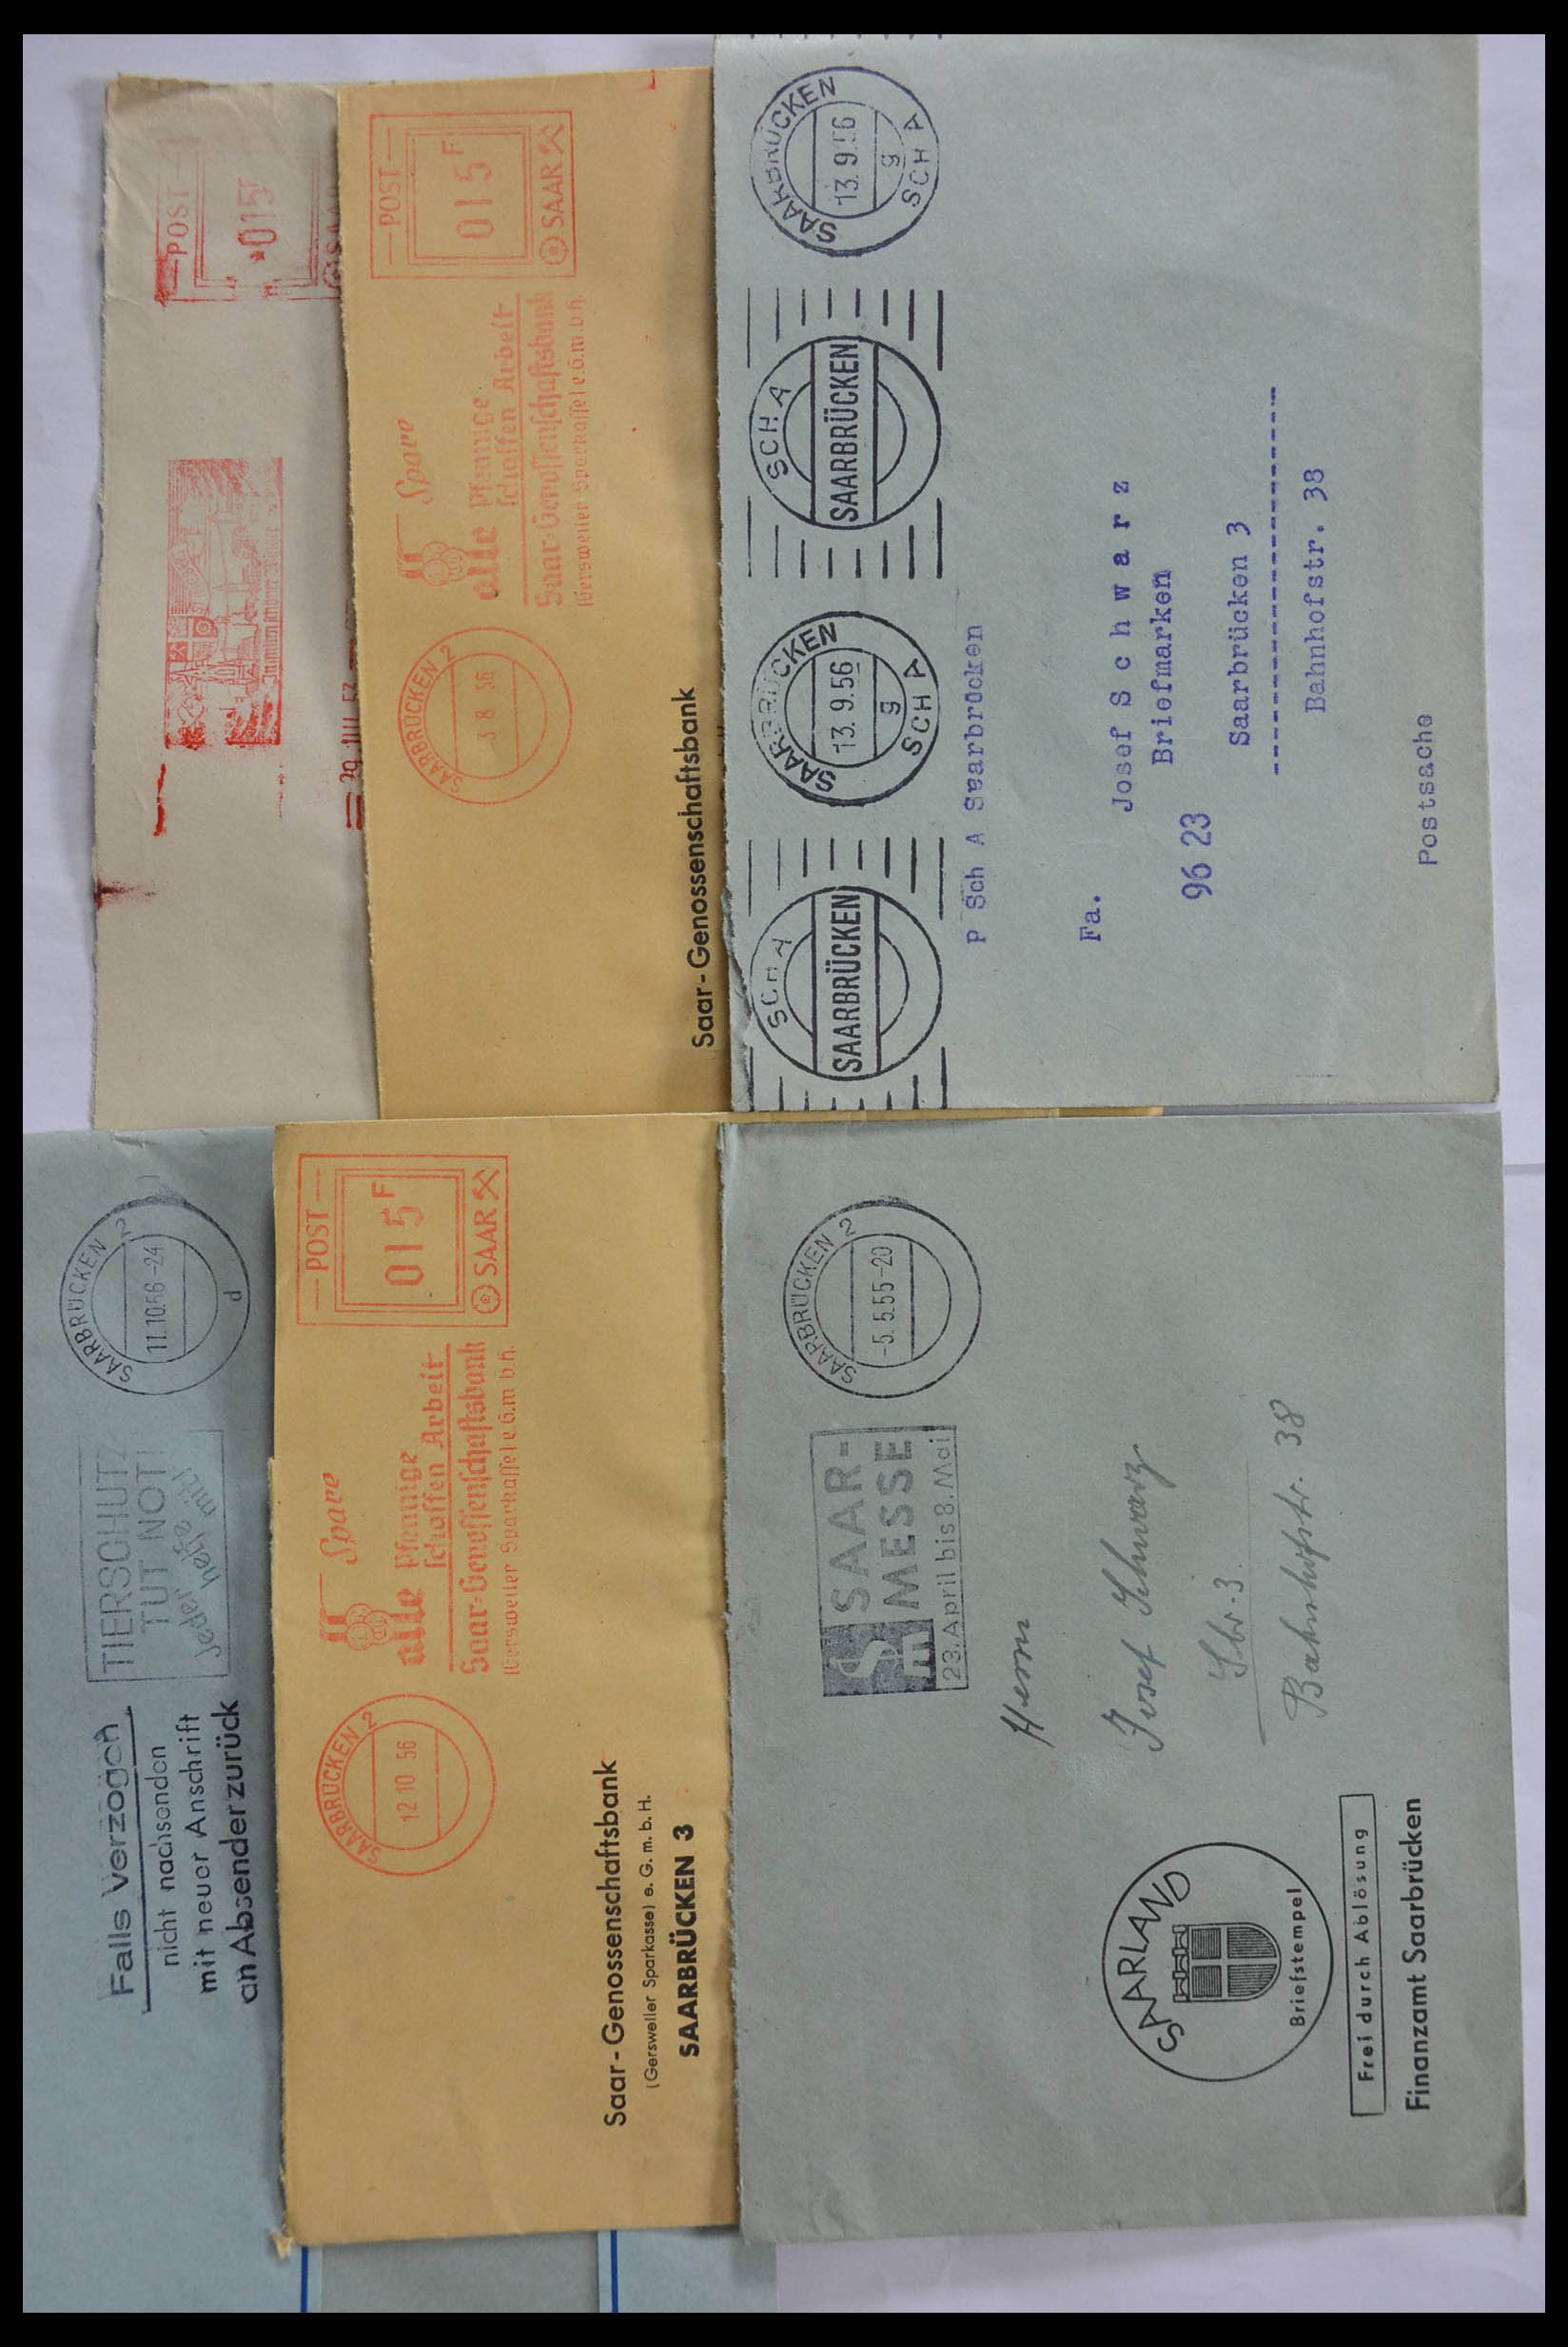 Falls Verzogen
nicht nachsenden
mit neuer Anschrift
an Absender zurück
TIERSCHUTZ
TUT NOT!
Jeder helfe mit!
SAARBRÜCKEN 2
11.10.56-24
d
SAARBRÜCKEN 2
12 10 56
Spare
alle Pfennige
schaffen Arbeit
Saar-Genossenschaftsbank
(Gersweiler Sparkasse) e.G.m.b.h.
POST
015F
SAAR
Saar-Genossenschaftsbank
(Gersweiler Sparkasse) e. G. m. b. H.
SAARBRÜCKEN 3
SAAR-
MESSE
23. April bis 8. Mai
SAARBRÜCKEN 2
-5.5.55-20
Herrn
Josef Schwarz
Sbr-3.
Bahnhofstr. 38
SAARLAND
Briefstempel
Frei durch Ablösung
Finanzamt Saarbrücken
POST
*015F
SAAR
SAARBRÜCKEN 2
3 8 56
Spare
alle Pfennige
schaffen Arbeit
Saar-Genossenschaftsbank
(Gersweiler Sparkasse) e.G.m.b.h.
POST
015F
SAAR
Saar-Genossenschaftsbank
SCH A
SAARBRÜCKEN
SAARBRÜCKEN
13.9.56
g
SCH A
SCH A
SAARBRÜCKEN
SAARBRÜCKEN
13.9.56
g
SCH A
P Sch A Saarbrücken
Fa.
Josef Schwarz
Briefmarken
96 23
Saarbrücken 3
Bahnhofstr. 38
Postsache